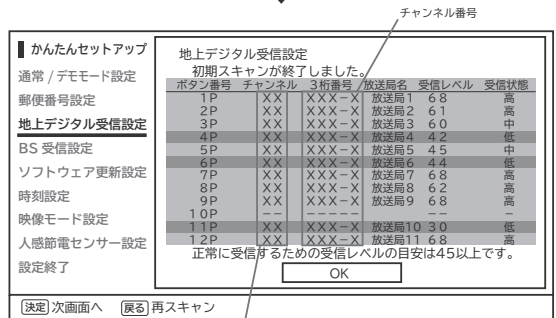 チャンネル番号
かんたんセットアップ
通常 / デモモード設定
郵便番号設定
地上デジタル受信設定
BS 受信設定
ソフトウェア更新設定
時刻設定
映像モード設定
人感節電センサー設定
設定終了
地上デジタル受信設定
初期スキャンが終了しました。
ボタン番号 チャンネル 3桁番号 放送局名 受信レベル 受信状態
1P XX XXX-X 放送局1 68 高
2P XX XXX-X 放送局2 61 高
3P XX XXX-X 放送局3 60 中
4P XX XXX-X 放送局4 42 低
5P XX XXX-X 放送局5 45 中
6P XX XXX-X 放送局6 44 低
7P XX XXX-X 放送局7 68 高
8P XX XXX-X 放送局8 62 高
9P XX XXX-X 放送局9 68 高
10P -- ----- -- -
11P XX XXX-X 放送局10 30 低
12P XX XXX-X 放送局11 68 高
正常に受信するための受信レベルの目安は45以上です。
OK
決定 次画面へ 戻る 再スキャン